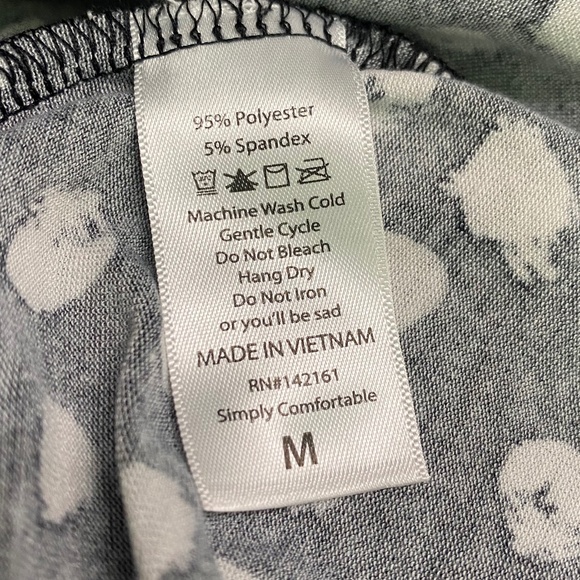 95% Polyester
5% Spandex
Machine Wash Cold
Gentle Cycle
Do Not Bleach
Hang Dry
Do Not Iron
or you'll be sad
MADE IN VIETNAM
RN#142161
Simply Comfortable
M